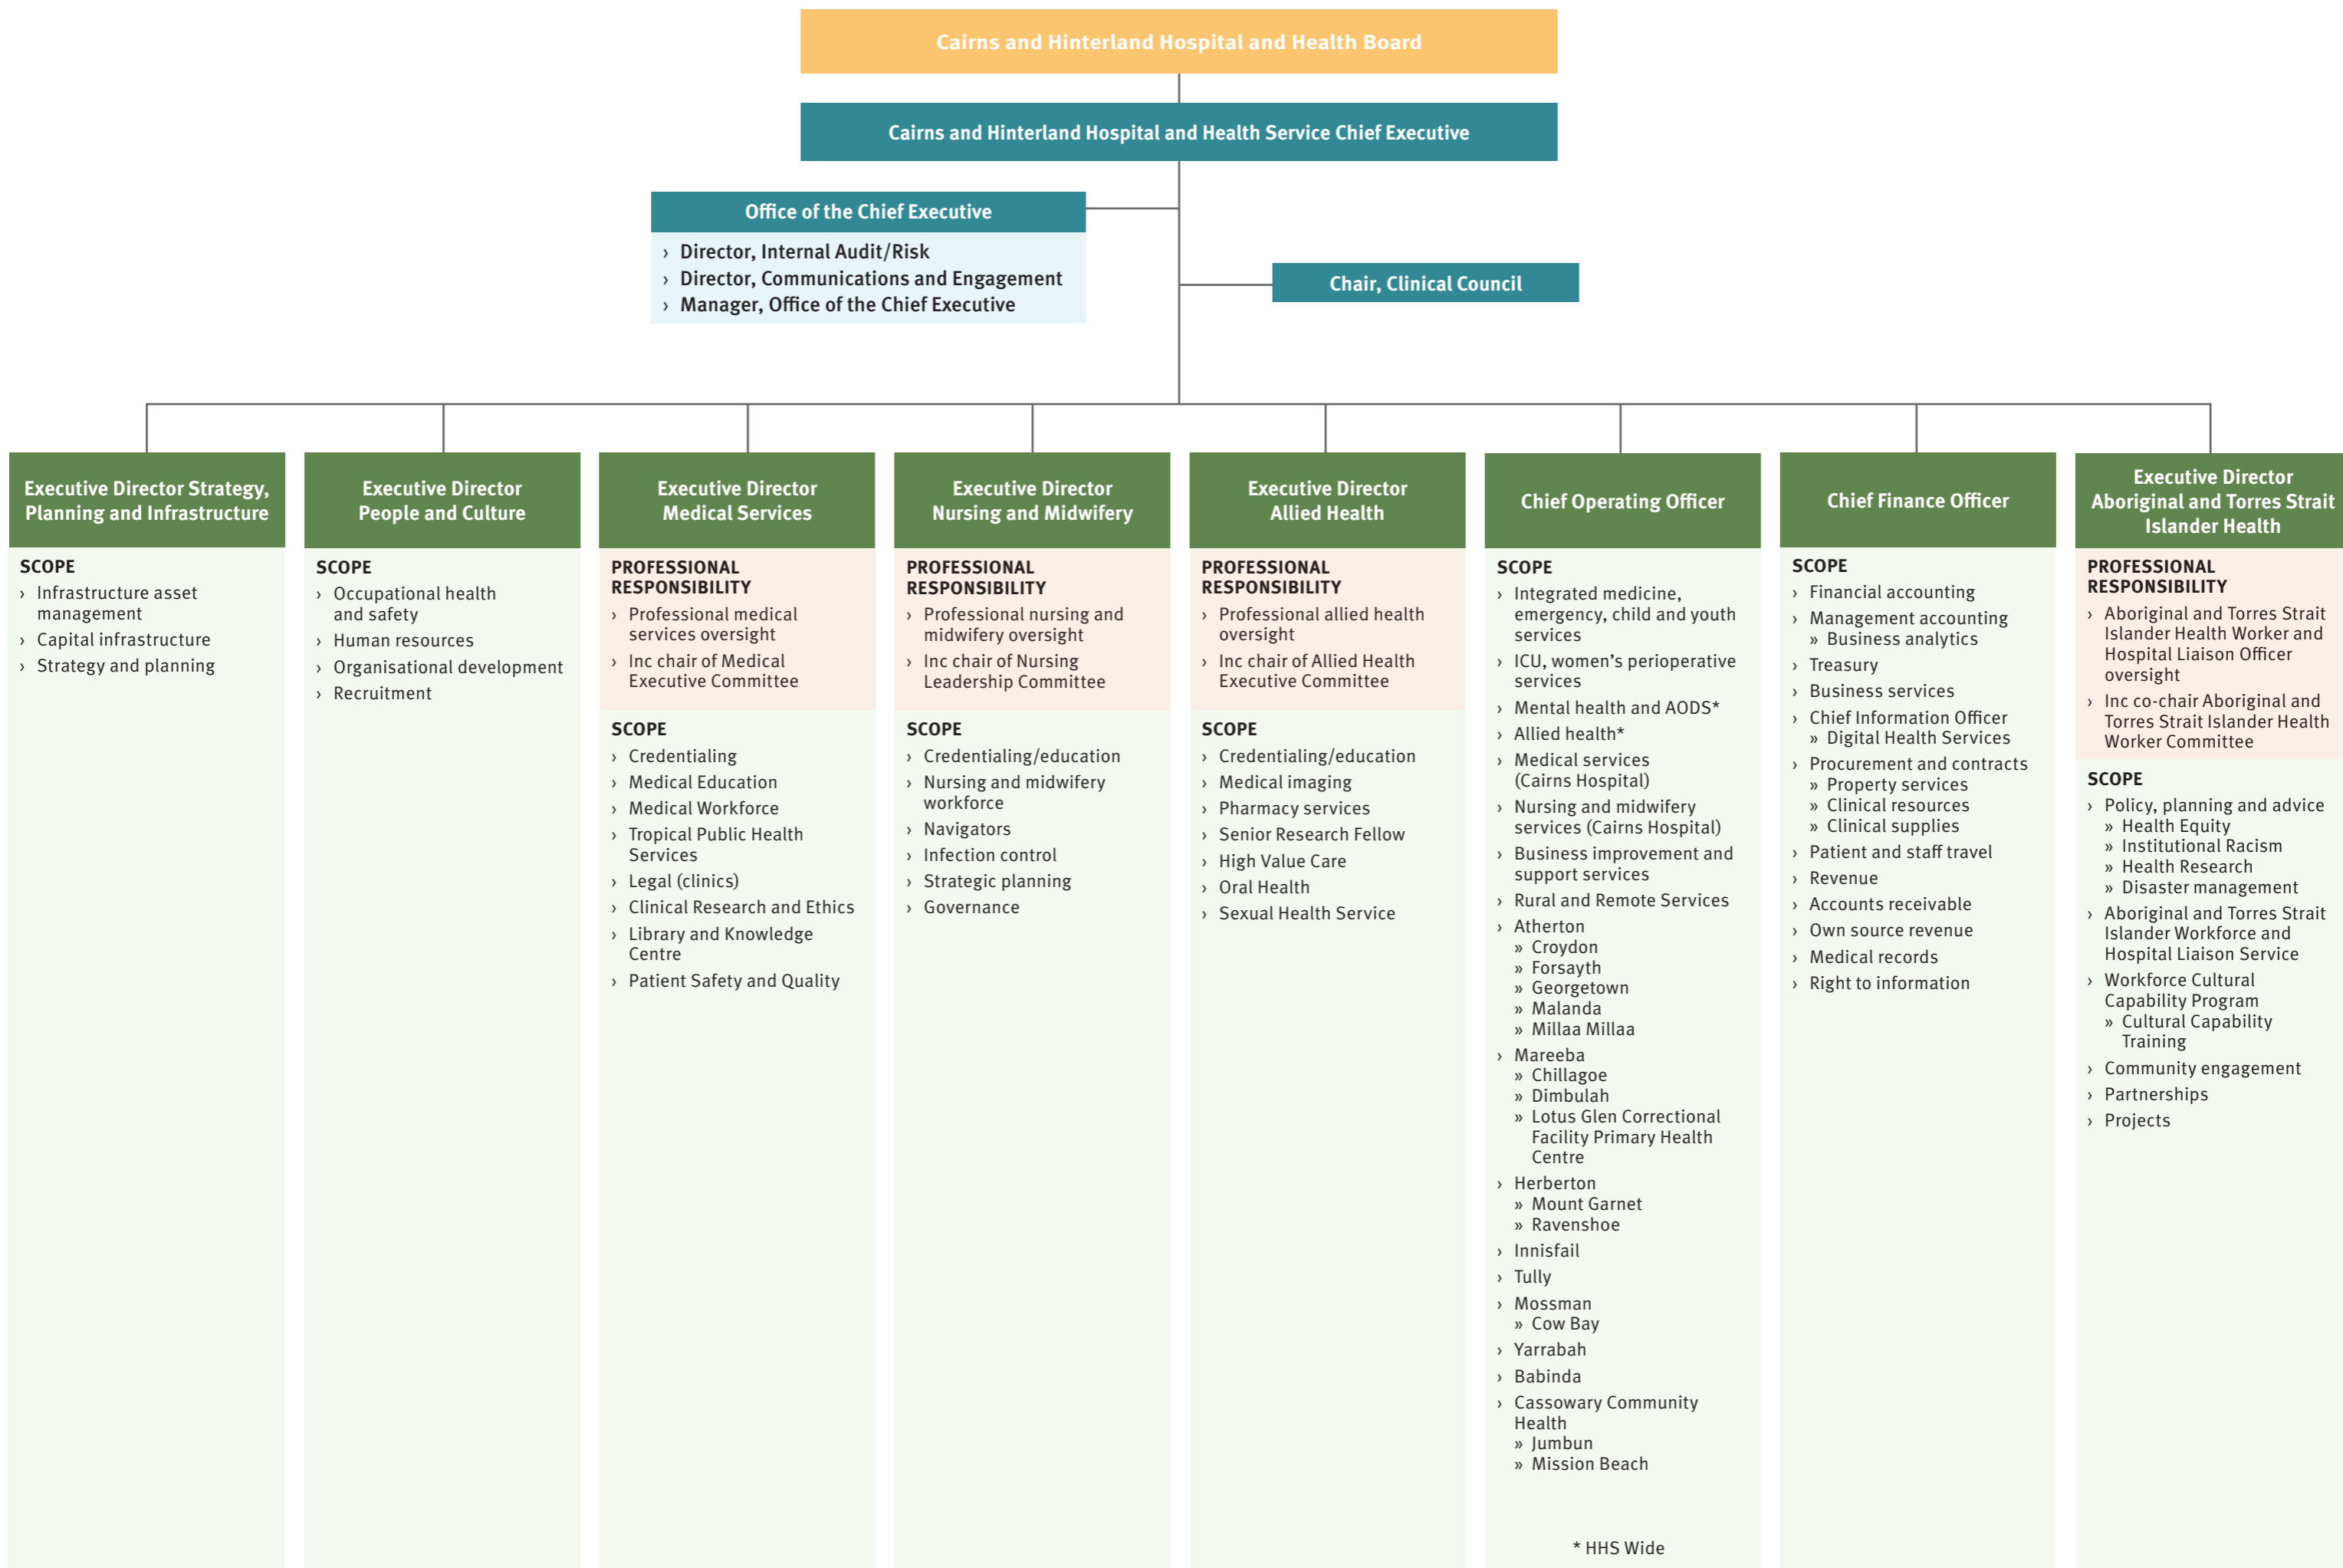 Cairns and Hinterland Hospital and Health Board
Cairns and Hinterland Hospital and Health Service Chief Executive
Office of the Chief Executive
› Director, Internal Audit/Risk
› Director, Communications and Engagement
› Manager, Office of the Chief Executive
Chair, Clinical Council
Executive Director Strategy,
Planning and Infrastructure
SCOPE
› Infrastructure asset
management
› Capital infrastructure
› Strategy and planning
Executive Director
People and Culture
SCOPE
› Occupational health
and safety
› Human resources
› Organisational development
› Recruitment
Executive Director
Medical Services
PROFESSIONAL
RESPONSIBILITY
› Professional medical
services oversight
› Inc chair of Medical
Executive Committee
SCOPE
› Credentialing
› Medical Education
› Medical Workforce
› Tropical Public Health
Services
› Legal (clinics)
› Clinical Research and Ethics
› Library and Knowledge
Centre
› Patient Safety and Quality
Executive Director
Nursing and Midwifery
PROFESSIONAL
RESPONSIBILITY
› Professional nursing and
midwifery oversight
› Inc chair of Nursing
Leadership Committee
SCOPE
› Credentialing/education
› Nursing and midwifery
workforce
› Navigators
› Infection control
› Strategic planning
› Governance
Executive Director
Allied Health
PROFESSIONAL
RESPONSIBILITY
› Professional allied health
oversight
› Inc chair of Allied Health
Executive Committee
SCOPE
› Credentialing/education
› Medical imaging
› Pharmacy services
› Senior Research Fellow
› High Value Care
› Oral Health
› Sexual Health Service
Chief Operating Officer
SCOPE
› Integrated medicine,
emergency, child and youth
services
› ICU, women’s perioperative
services
› Mental health and AODS*
› Allied health*
› Medical services
(Cairns Hospital)
› Nursing and midwifery
services (Cairns Hospital)
› Business improvement and
support services
› Rural and Remote Services
› Atherton
» Croydon
» Forsayth
» Georgetown
» Malanda
» Millaa Millaa
› Mareeba
» Chillagoe
» Dimbulah
» Lotus Glen Correctional
Facility Primary Health
Centre
› Herberton
» Mount Garnet
» Ravenshoe
› Innisfail
› Tully
› Mossman
» Cow Bay
› Yarrabah
› Babinda
› Cassowary Community
Health
» Jumbun
» Mission Beach
* HHS Wide
Chief Finance Officer
SCOPE
› Financial accounting
› Management accounting
» Business analytics
› Treasury
› Business services
› Chief Information Officer
» Digital Health Services
› Procurement and contracts
» Property services
» Clinical resources
» Clinical supplies
› Patient and staff travel
› Revenue
› Accounts receivable
› Own source revenue
› Medical records
› Right to information
Executive Director
Aboriginal and Torres Strait
Islander Health
PROFESSIONAL
RESPONSIBILITY
› Aboriginal and Torres Strait
Islander Health Worker and
Hospital Liaison Officer
oversight
› Inc co-chair Aboriginal and
Torres Strait Islander Health
Worker Committee
SCOPE
› Policy, planning and advice
» Health Equity
» Institutional Racism
» Health Research
» Disaster management
› Aboriginal and Torres Strait
Islander Workforce and
Hospital Liaison Service
› Workforce Cultural
Capability Program
» Cultural Capability
Training
› Community engagement
› Partnerships
› Projects